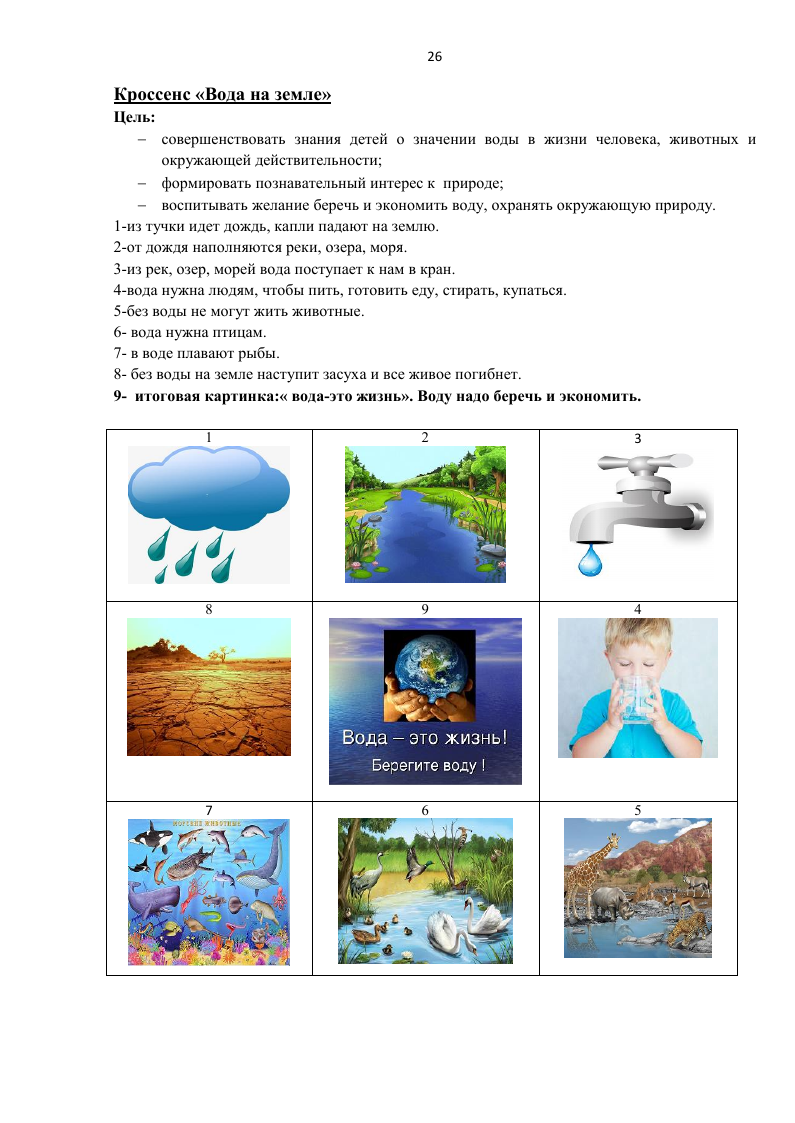 26
Кроссенс «Вода на земле»
Цель:
– совершенствовать знания детей о значении воды в жизни человека, животных и
окружающей действительности;
– формировать познавательный интерес к природе;
– воспитывать желание беречь и экономить воду, охранять окружающую природу.
1-из тучки идет дождь, капли падают на землю.
2-от дождя наполняются реки, озера, моря.
3-из рек, озер, морей вода поступает к нам в кран.
4-вода нужна людям, чтобы пить, готовить еду, стирать, купаться.
5-без воды не могут жить животные.
6- вода нужна птицам.
7- в воде плавают рыбы.
8- без воды на земле наступит засуха и все живое погибнет.
9- итоговая картинка:« вода-это жизнь». Воду надо беречь и экономить.
1 2 3
8 9 4
Вода – это жизнь!
Берегите воду !
7 6 5
МОРСКИЕ ЖИВОТНЫЕ